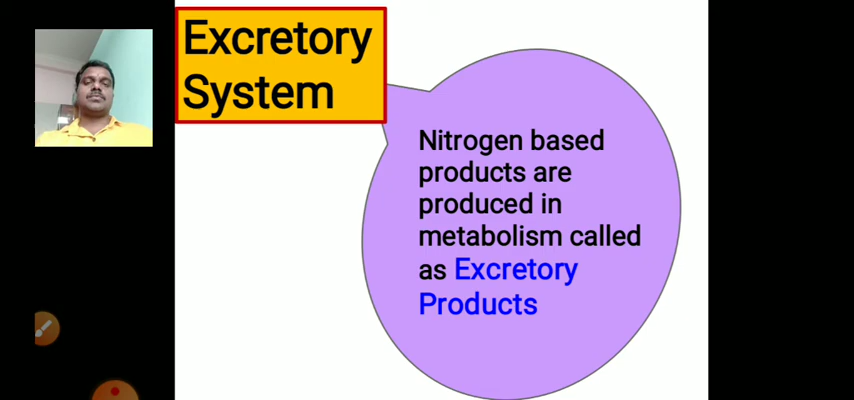 Excretory
System
Nitrogen based
products are
produced in
metabolism called
as Excretory
Products